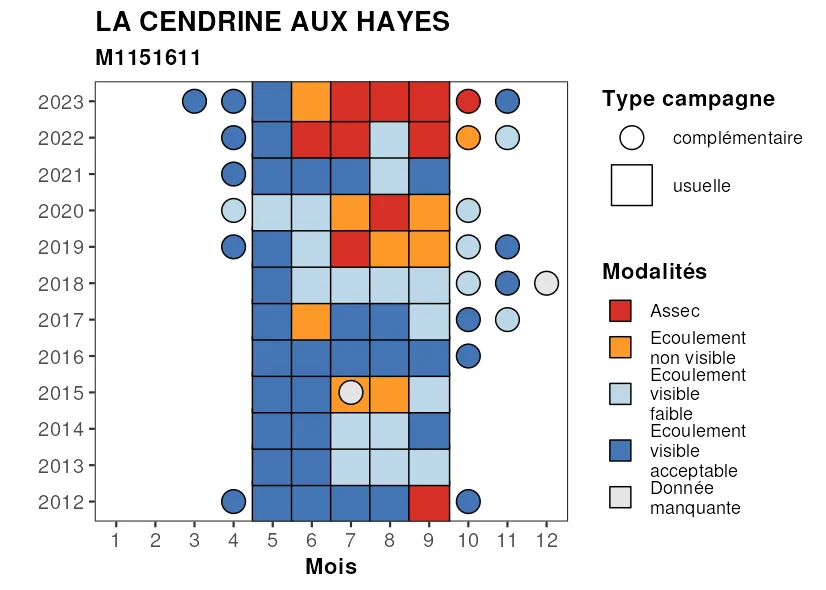 LA CENDRINE AUX HAYES
M1151611
2023
2022
2021
2020
2019
2018
2017
2016
2015
2014
2013
2012
1 2 3 4 5 6 7 8 9 10 11 12
Mois
Type campagne
complémentaire
usuelle
Modalités
Assec
Ecoulement
non visible
Ecoulement
visible
faible
Ecoulement
visible
acceptable
Donnée
manquante